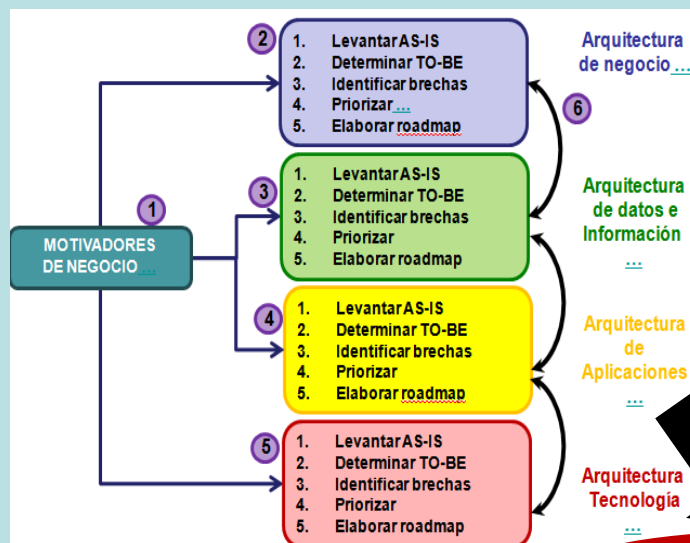 1
MOTIVADORES
DE NEGOCIO ...
2
1. Levantar AS-IS
2. Determinar TO-BE
3. Identificar brechas
4. Priorizar ...
5. Elaborar roadmap
Arquitectura
de negocio ...
6
3
1. Levantar AS-IS
2. Determinar TO-BE
3. Identificar brechas
4. Priorizar
5. Elaborar roadmap
Arquitectura
de datos e
Información
...
4
1. Levantar AS-IS
2. Determinar TO-BE
3. Identificar brechas
4. Priorizar
5. Elaborar roadmap
Arquitectura
de
Aplicaciones
...
5
1. Levantar AS-IS
2. Determinar TO-BE
3. Identificar brechas
4. Priorizar
5. Elaborar roadmap
Arquitectura
Tecnología
...